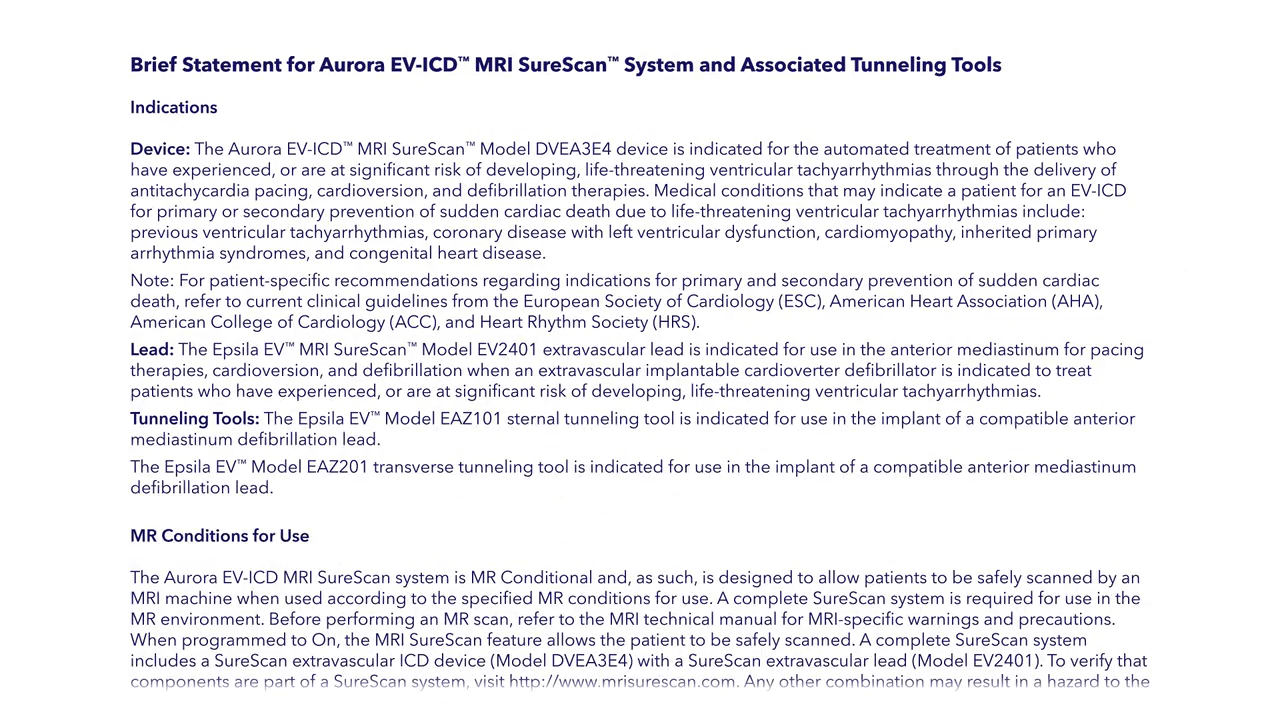 Brief Statement for Aurora EV-ICD™ MRI SureScan™ System and Associated Tunneling Tools
Indications
Device: The Aurora EV-ICD™ MRI SureScan™ Model DVEA3E4 device is indicated for the automated treatment of patients who
have experienced, or are at significant risk of developing, life-threatening ventricular tachyarrhythmias through the delivery of
antitachycardia pacing, cardioversion, and defibrillation therapies. Medical conditions that may indicate a patient for an EV-ICD
for primary or secondary prevention of sudden cardiac death due to life-threatening ventricular tachyarrhythmias include:
previous ventricular tachyarrhythmias, coronary disease with left ventricular dysfunction, cardiomyopathy, inherited primary
arrhythmia syndromes, and congenital heart disease.
Note: For patient-specific recommendations regarding indications for primary and secondary prevention of sudden cardiac
death, refer to current clinical guidelines from the European Society of Cardiology (ESC), American Heart Association (AHA),
American College of Cardiology (ACC), and Heart Rhythm Society (HRS).
Lead: The Epsila EV™ MRI SureScan™ Model EV2401 extravascular lead is indicated for use in the anterior mediastinum for pacing
therapies, cardioversion, and defibrillation when an extravascular implantable cardioverter defibrillator is indicated to treat
patients who have experienced, or are at significant risk of developing, life-threatening ventricular tachyarrhythmias.
Tunneling Tools: The Epsila EV™ Model EAZ101 sternal tunneling tool is indicated for use in the implant of a compatible anterior
mediastinum defibrillation lead.
The Epsila EV™ Model EAZ201 transverse tunneling tool is indicated for use in the implant of a compatible anterior mediastinum
defibrillation lead.
MR Conditions for Use
The Aurora EV-ICD MRI SureScan system is MR Conditional and, as such, is designed to allow patients to be safely scanned by an
MRI machine when used according to the specified MR conditions for use. A complete SureScan system is required for use in the
MR environment. Before performing an MR scan, refer to the MRI technical manual for MRI-specific warnings and precautions.
When programmed to On, the MRI SureScan feature allows the patient to be safely scanned. A complete SureScan system
includes a SureScan extravascular ICD device (Model DVEA3E4) with a SureScan extravascular lead (Model EV2401). To verify that
components are part of a SureScan system, visit http://www.mrisurescan.com. Any other combination may result in a hazard to the